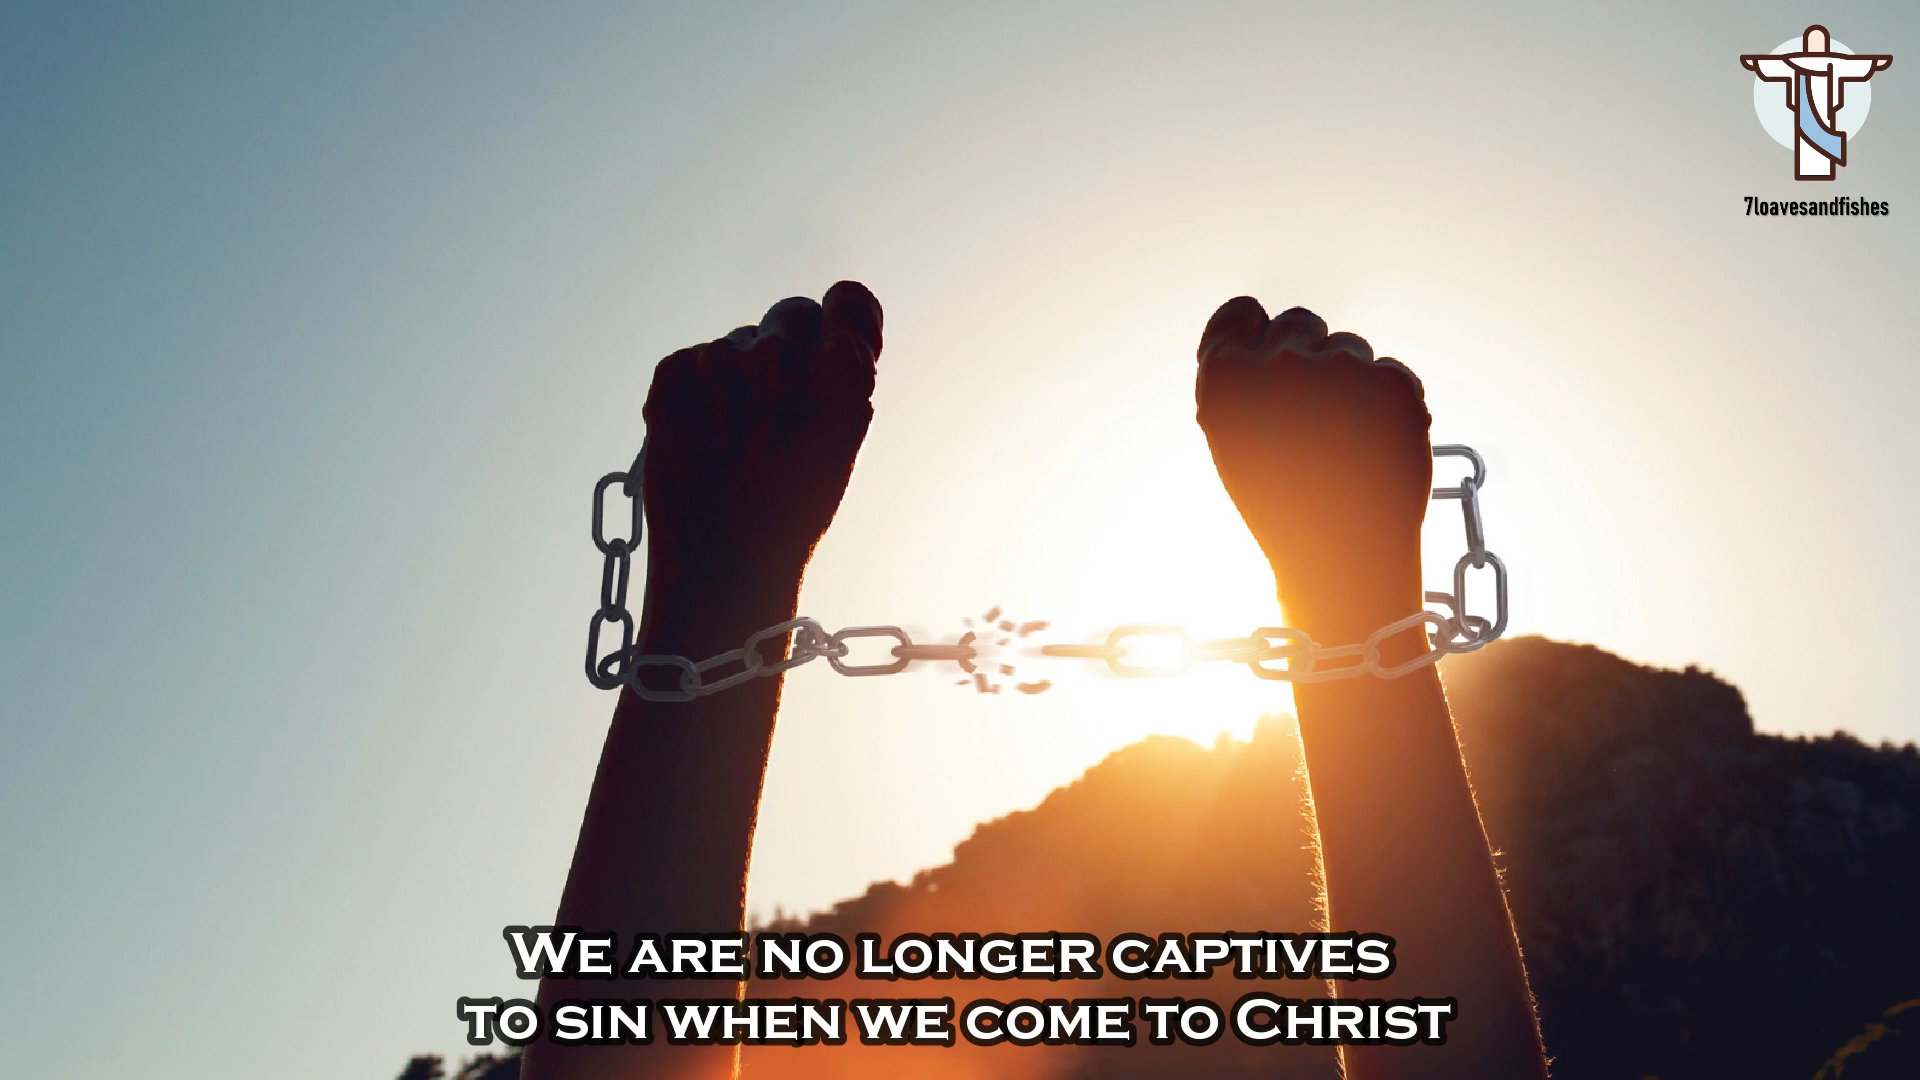 7loavesandfishes
We are no longer captives
to sin when we come to Christ